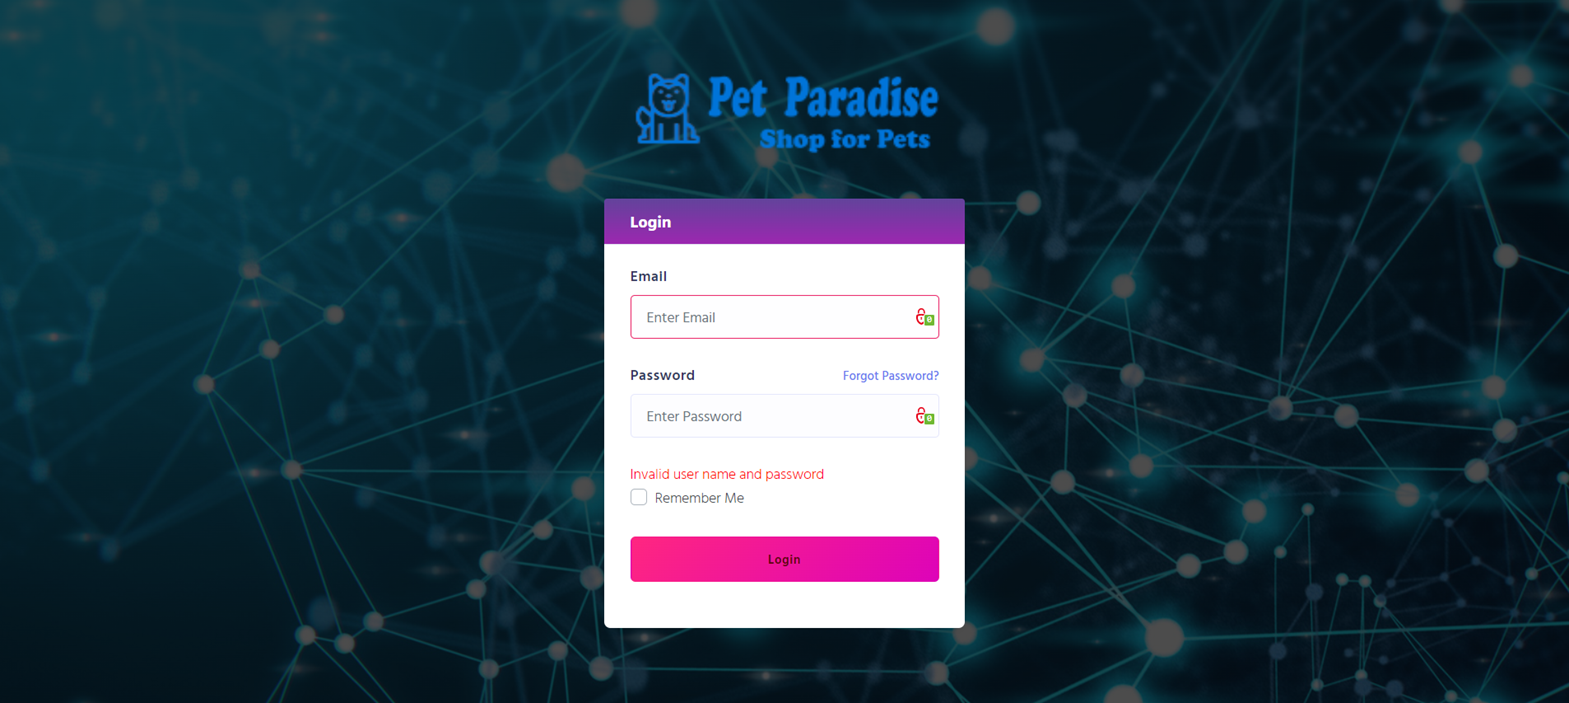 Pet Paradise
Shop for Pets
Login
Email
Enter Email
Password
Forgot Password?
Enter Password
Invalid user name and password
Remember Me
Login